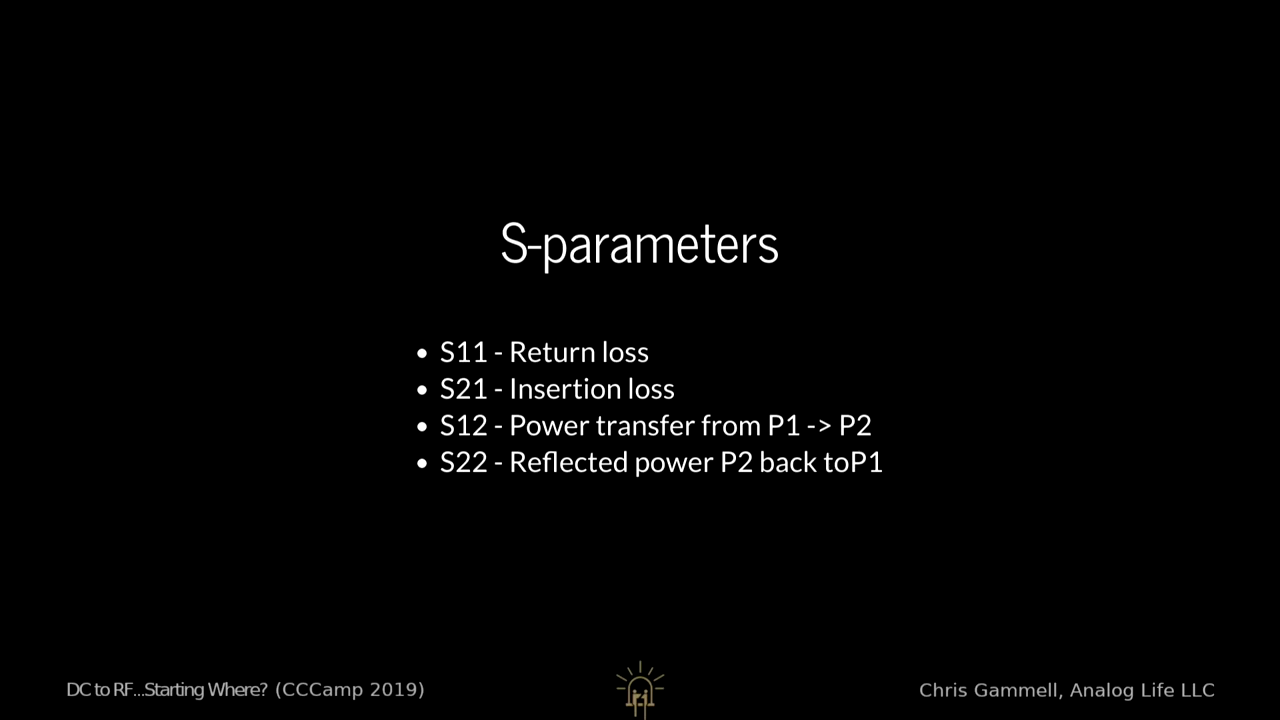 S-parameters
• S11 - Return loss
• S21 - Insertion loss
• S12 - Power transfer from P1 -> P2
• S22 - Reflected power P2 back toP1
DC to RF...Starting Where? (CCCamp 2019)
Chris Gammell, Analog Life LLC